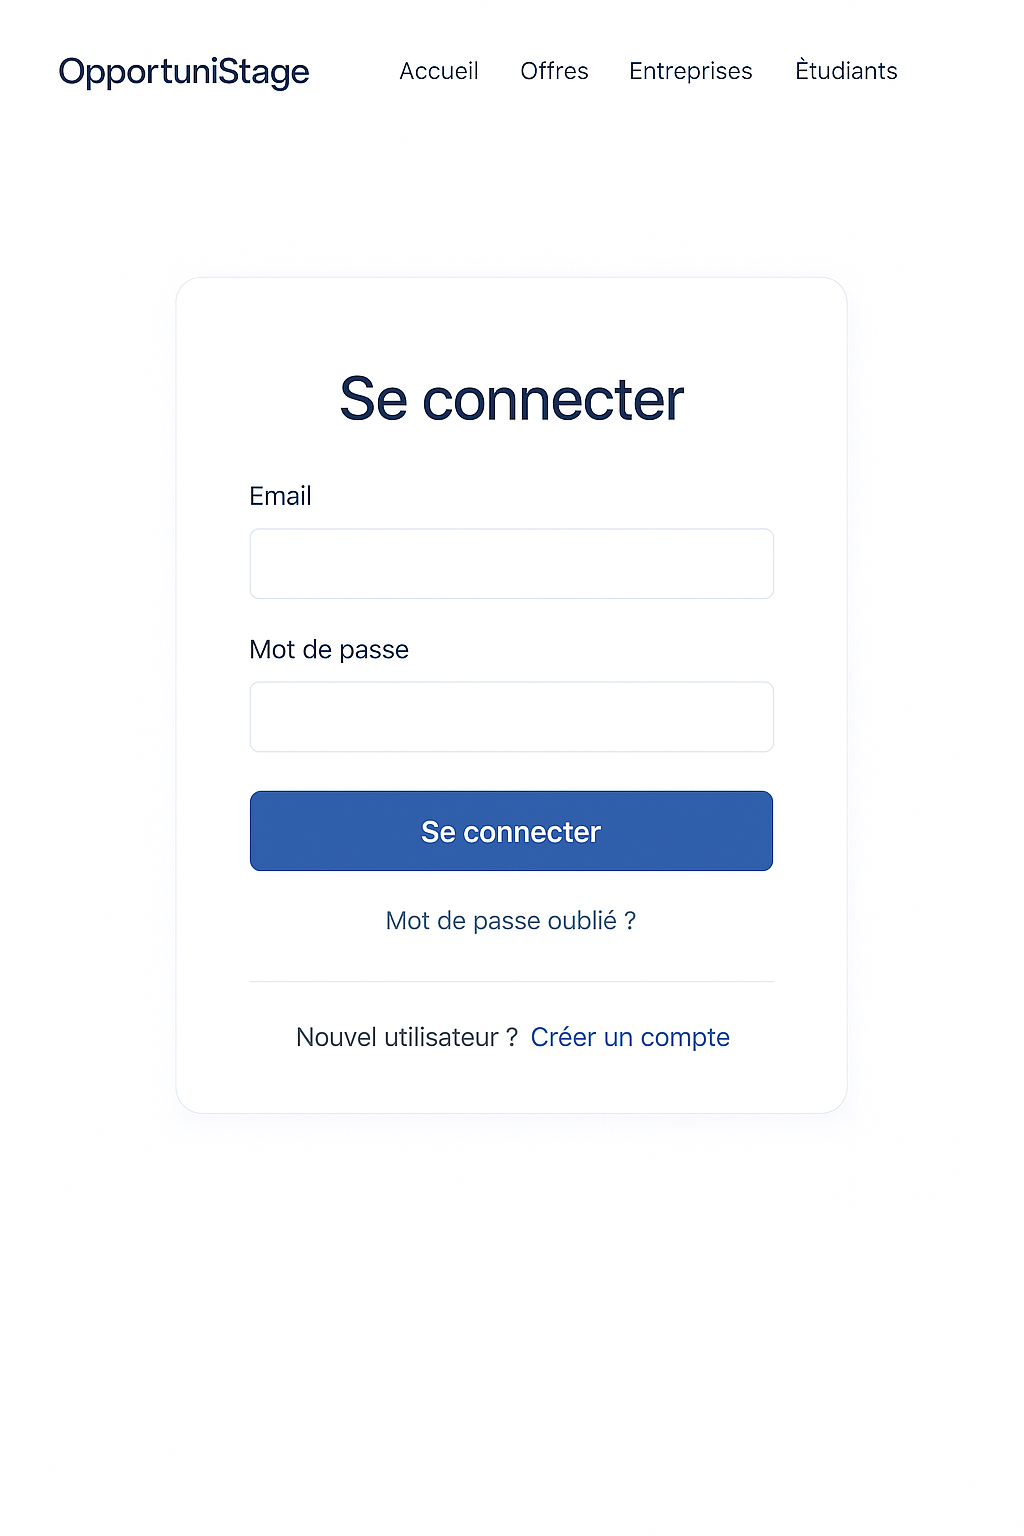 OpportuniStage Accueil Offres Entreprises Ètudiants
Se connecter
Email
Mot de passe
Se connecter
Mot de passe oublié ?
Nouvel utilisateur ? Créer un compte